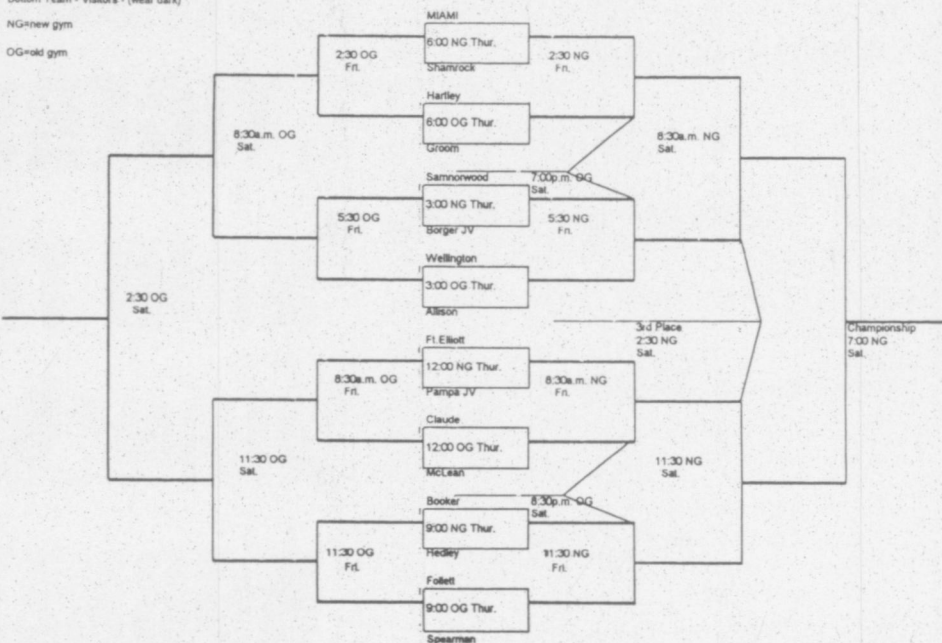 Bottom Team - Visitors - (wear dark)
NG=new gym
OG=old gym
MIAMI
6:00 NG Thur.
Shamrock
2:30 OG
Fri.
2:30 NG
Fri.
Hartley
6:00 OG Thur.
Groom
8:30a.m. OG
Sat.
8:30a.m. NG
Sat.
Samnorwood
7:00p.m. OG
Sat.
3:00 NG Thur.
Borger JV
5:30 OG
Fri.
5:30 NG
Fri.
Wellington
3:00 OG Thur.
Allison
2:30 OG
Sat.
3rd Place
2:30 NG
Sat.
Championship
7:00 NG
Sat.
Ft.Elliott
12:00 NG Thur.
Pampa JV
8:30a.m. OG
Fri.
8:30a.m. NG
Fri.
Claude
12:00 OG Thur.
McLean
11:30 OG
Sat.
11:30 NG
Sat.
Booker
8:30p.m. OG
Sat.
9:00 NG Thur.
Hedley
11:30 OG
Fri.
11:30 NG
Fri.
Follett
9:00 OG Thur.
Spearman